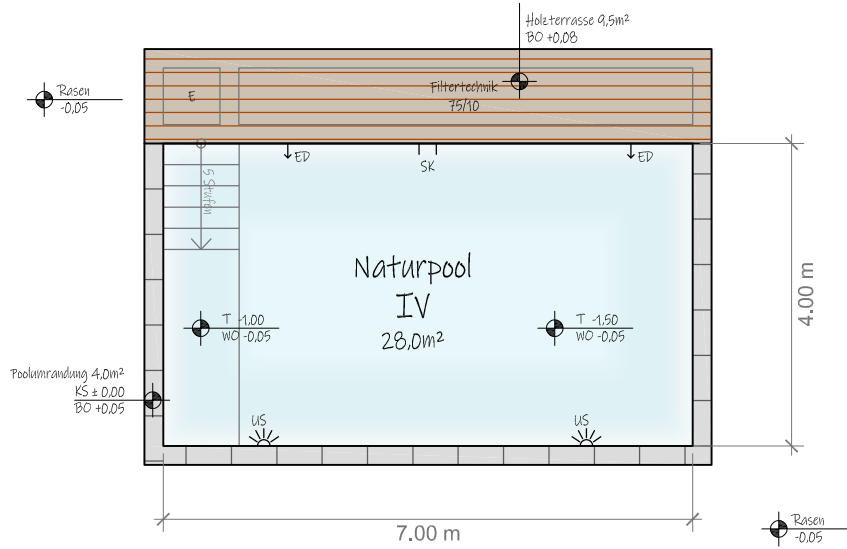 Holzterrasse 9,5m²
BO +0,08
Rasen
-0,05
Filtertechnik
75/10
E
ED
SK
ED
5 Stufen
Naturpool
IV
28,0m²
T -1,00
WO -0,05
T -1,50
WO -0,05
4.00 m
Poolumrandung 4,0m²
KS ± 0,00
BO +0,05
US
US
7.00 m
Rasen
-0,05